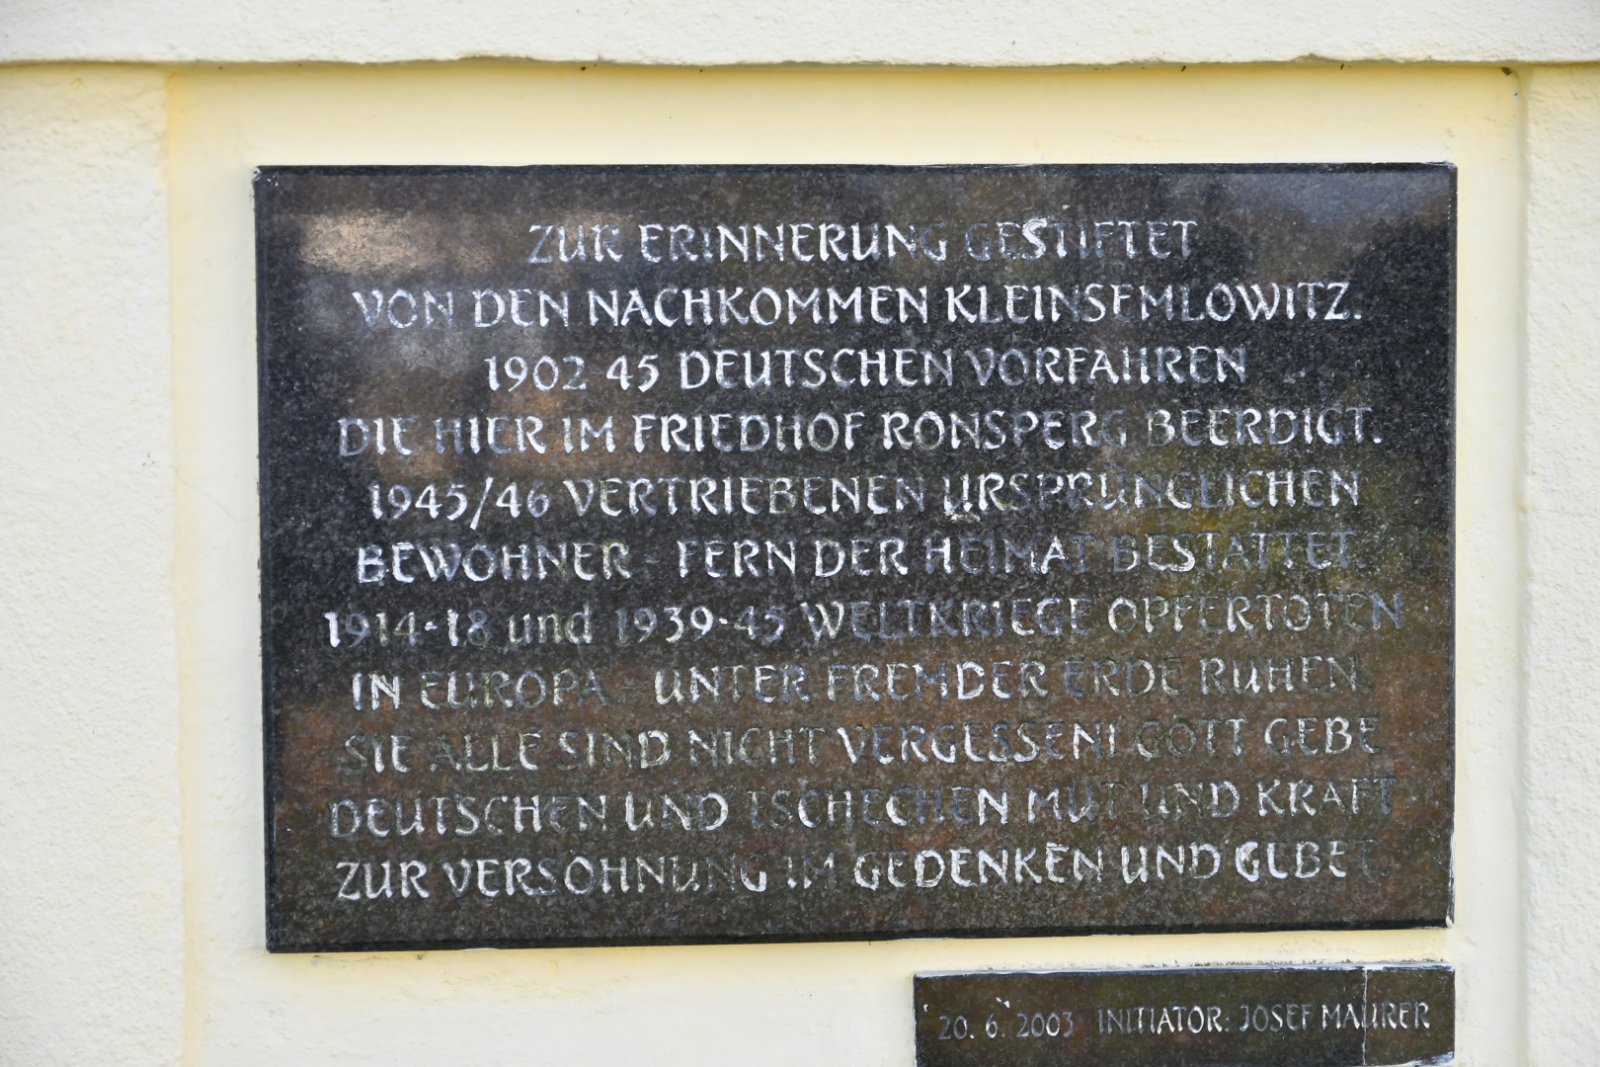 ZUR ERINNERUNG GESTIFTET
VON DEN NACHKOMMEN KLEINSEMLOWITZ.
1902-45 DEUTSCHEN VORFAHREN
DIE HIER IM FRIEDHOF RONSPERG BEERDIGT.
1945/46 VERTRIEBENEN URSPRÜNGLICHEN
BEWOHNER - FERN DER HEIMAT BESTATTET.
1914-18 und 1939-45 WELTKRIEGE OPFERTOTEN
IN EUROPA - UNTER FREMDER ERDE RUHEN.
SIE ALLE SIND NICHT VERGESSEN! GOTT GEBE
DEUTSCHEN UND TSCHECHEN MUT UND KRAFT
ZUR VERSÖHNUNG IM GEDENKEN UND GEBET.
20. 6. 2003 INITIATOR: JOSEF MAURER